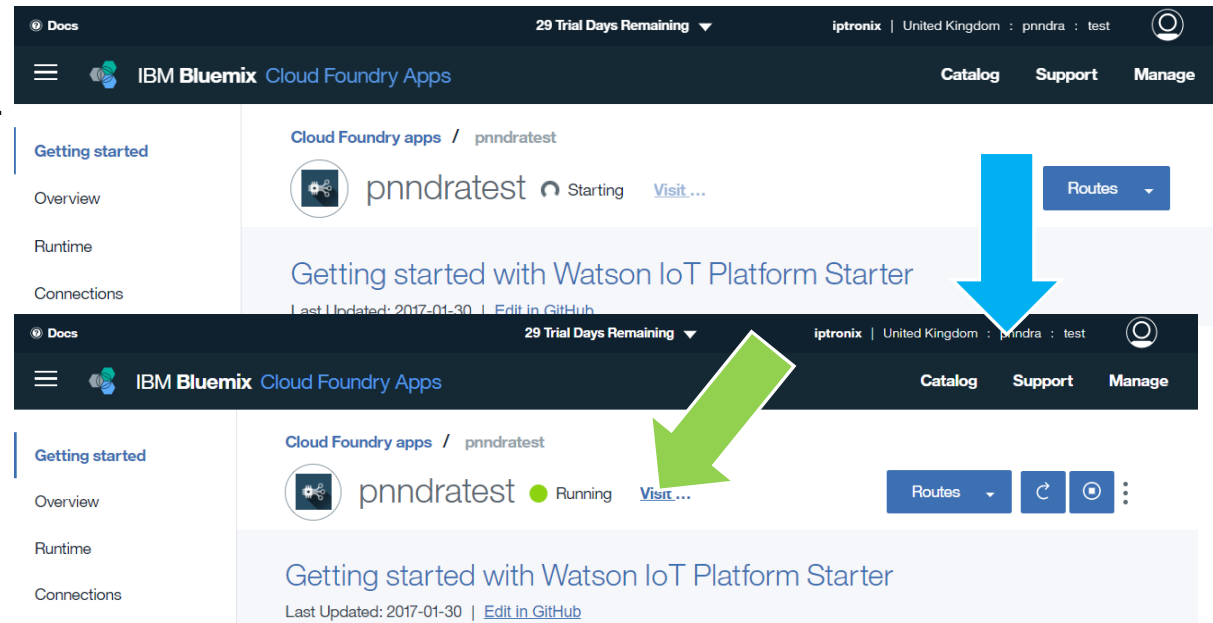 Docs 29 Trial Days Remaining iptronix | United Kingdom : pnndra : test
IBM Bluemix Cloud Foundry Apps Catalog Support Manage
Cloud Foundry apps / pnndratest
Getting started
pnndratest Starting Visit ... Routes
Overview
Runtime
Getting started with Watson IoT Platform Starter
Connections
Last Updated: 2017-01-30 | Edit in GitHub
Docs 29 Trial Days Remaining iptronix | United Kingdom : pnndra : test
IBM Bluemix Cloud Foundry Apps Catalog Support Manage
Cloud Foundry apps / pnndratest
Getting started
pnndratest Running Visit ... Routes
Overview
Runtime
Getting started with Watson IoT Platform Starter
Connections
Last Updated: 2017-01-30 | Edit in GitHub